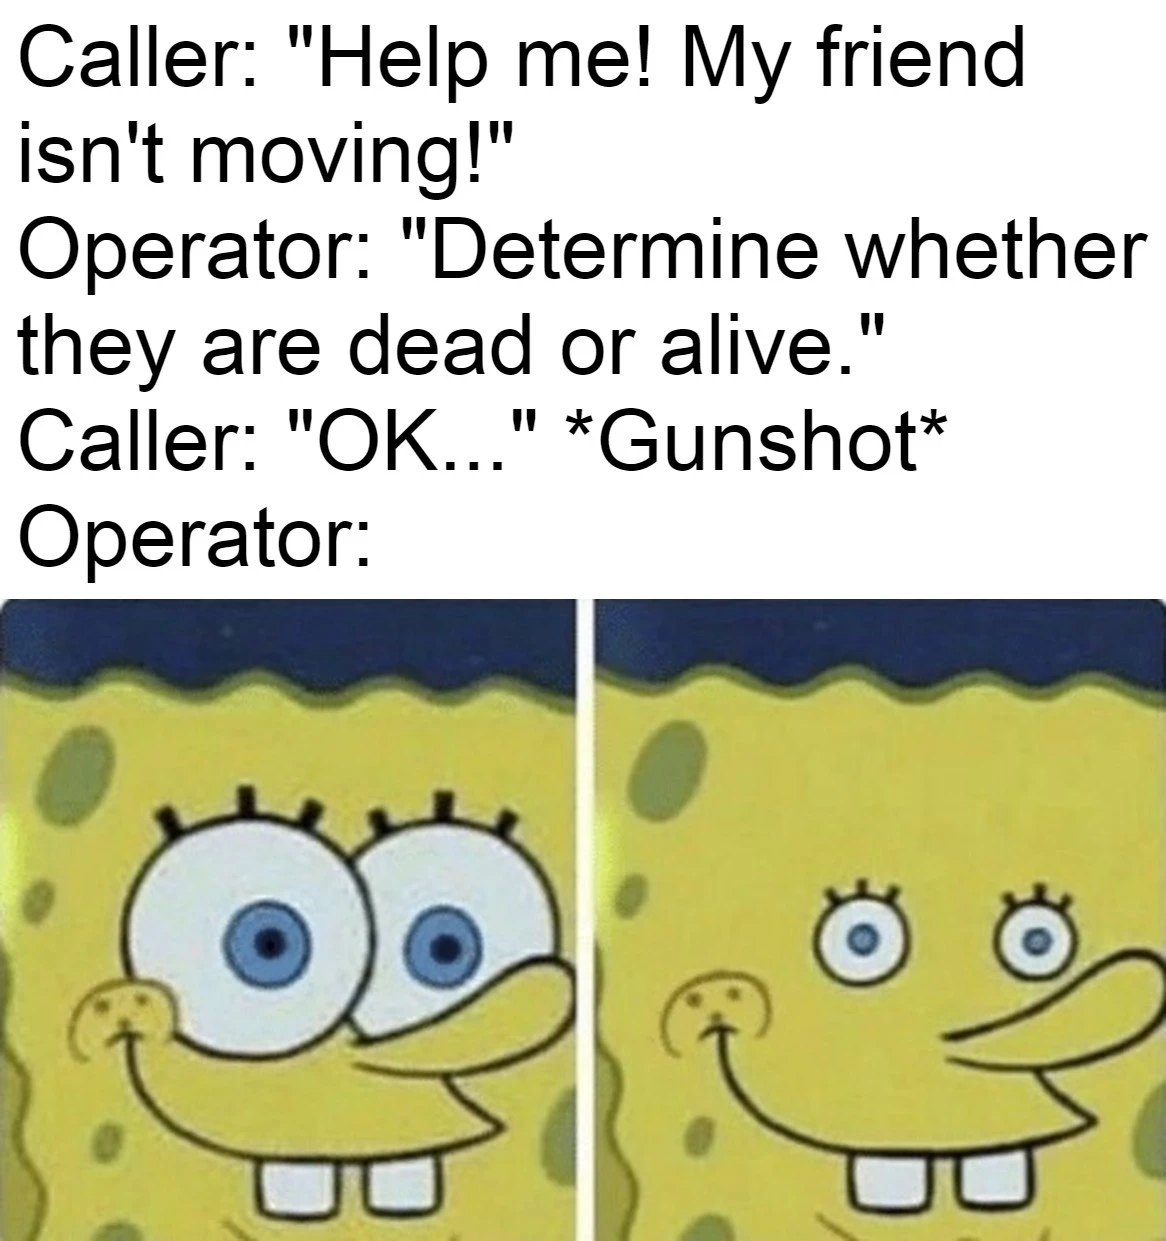 Caller: "Help me! My friend
isn't moving!"
Operator: "Determine whether
they are dead or alive."
Caller: "OK..." *Gunshot*
Operator: